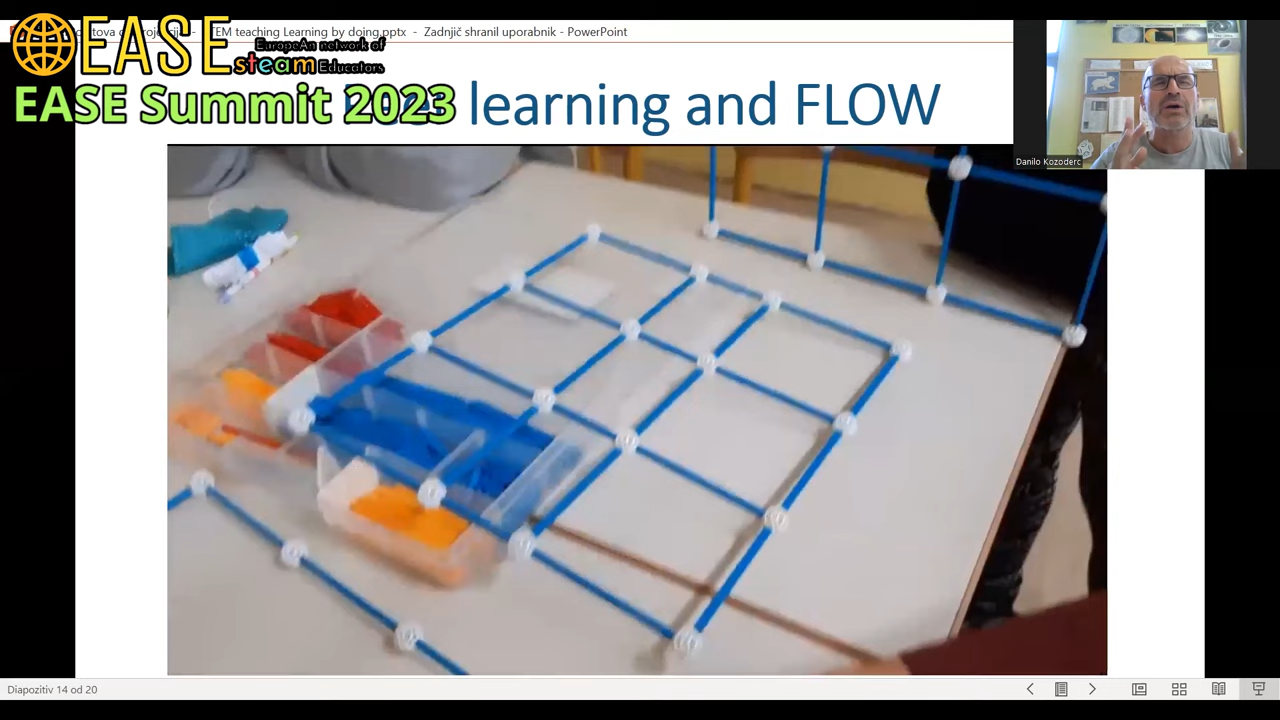 EASE
EuropeAn network of
steam Educators
EASE Summit 2023
TEM teaching Learning by doing.pptx - Zadnjič shranil uporabnik - PowerPoint
learning and FLOW
Danilo Kozoderc
Diapozitiv 14 od 20